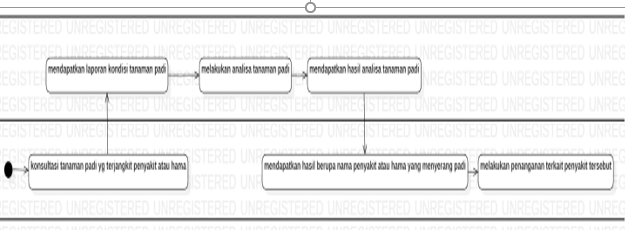 mendapatkan laporan kondisi tanaman padi
melakukan analisa tanaman padi
mendapatkan hasil analisa tanaman padi
konsultasi tanaman padi yg terjangkit penyakit atau hama
mendapatkan hasil berupa nama penyakit atau hama yang menyerang padi
melakukan penanganan terkait penyakit tersebut
UNREGISTERED UNREGISTERED UNREGISTERED UNREGISTERED UNREGISTERED